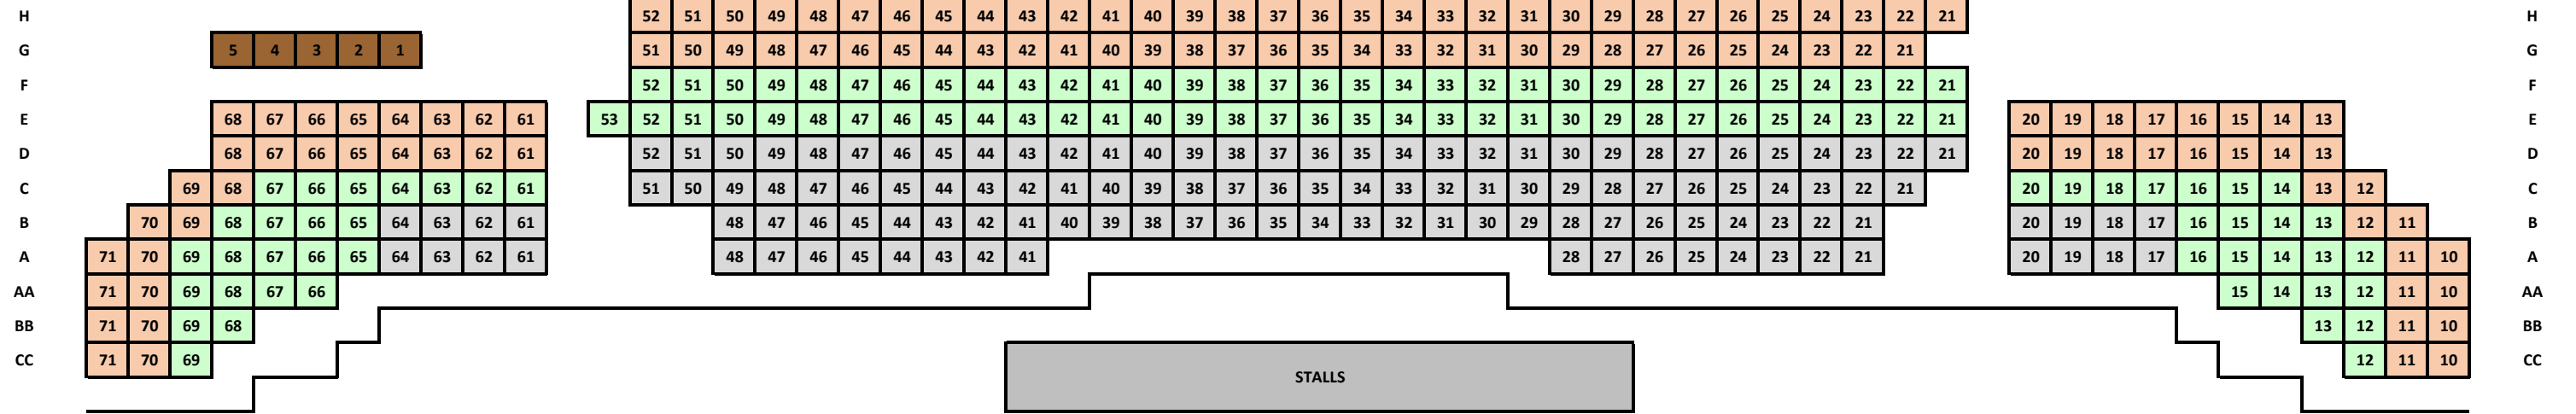 H 52 51 50 49 48 47 46 45 44 43 42 41 40 39 38 37 36 35 34 33 32 31 30 29 28 27 26 25 24 23 22 21 H
G 5 4 3 2 1 51 50 49 48 47 46 45 44 43 42 41 40 39 38 37 36 35 34 33 32 31 30 29 28 27 26 25 24 23 22 21 G
F 52 51 50 49 48 47 46 45 44 43 42 41 40 39 38 37 36 35 34 33 32 31 30 29 28 27 26 25 24 23 22 21 F
E 68 67 66 65 64 63 62 61 53 52 51 50 49 48 47 46 45 44 43 42 41 40 39 38 37 36 35 34 33 32 31 30 29 28 27 26 25 24 23 22 21 20 19 18 17 16 15 14 13 E
D 68 67 66 65 64 63 62 61 52 51 50 49 48 47 46 45 44 43 42 41 40 39 38 37 36 35 34 33 32 31 30 29 28 27 26 25 24 23 22 21 20 19 18 17 16 15 14 13 D
C 69 68 67 66 65 64 63 62 61 51 50 49 48 47 46 45 44 43 42 41 40 39 38 37 36 35 34 33 32 31 30 29 28 27 26 25 24 23 22 21 20 19 18 17 16 15 14 13 12 C
B 70 69 68 67 66 65 64 63 62 61 48 47 46 45 44 43 42 41 40 39 38 37 36 35 34 33 32 31 30 29 28 27 26 25 24 23 22 21 20 19 18 17 16 15 14 13 12 11 B
A 71 70 69 68 67 66 65 64 63 62 61 48 47 46 45 44 43 42 41 28 27 26 25 24 23 22 21 20 19 18 17 16 15 14 13 12 11 10 A
AA 71 70 69 68 67 66 15 14 13 12 11 10 AA
BB 71 70 69 68 13 12 11 10 BB
CC 71 70 69 12 11 10 CC
STALLS